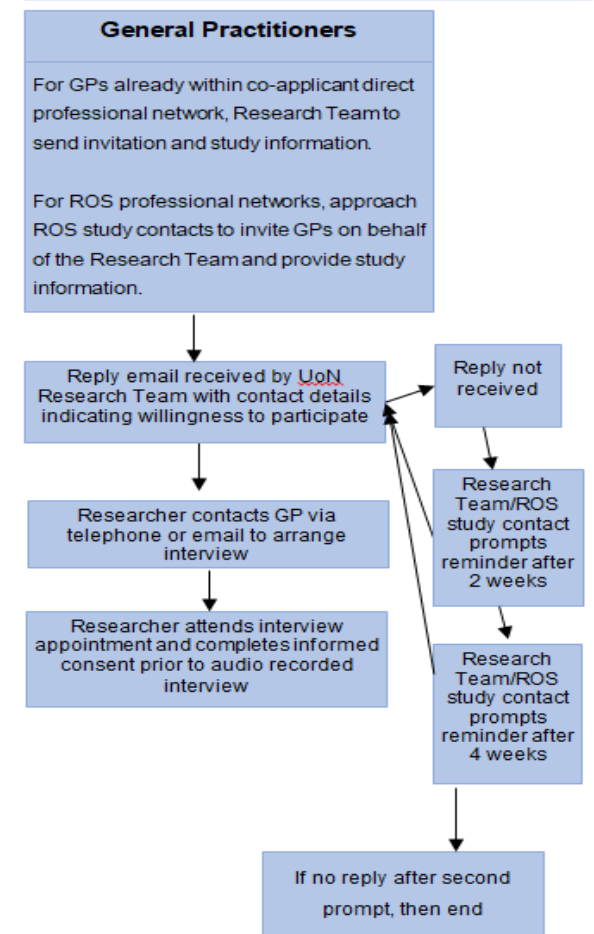 General Practitioners
For GPs already within co-applicant direct
professional network, Research Team to
send invitation and study information.
For ROS professional networks, approach
ROS study contacts to invite GPs on behalf
of the Research Team and provide study
information.
Reply email received by UoN
Research Team with contact details
indicating willingness to participate
Reply not
received
Research
Team/ROS
study contact
prompts
reminder after
2 weeks
Researcher contacts GP via
telephone or email to arrange
interview
Researcher attends interview
appointment and completes informed
consent prior to audio recorded
interview
Research
Team/ROS
study contact
prompts
reminder after
4 weeks
If no reply after second
prompt, then end